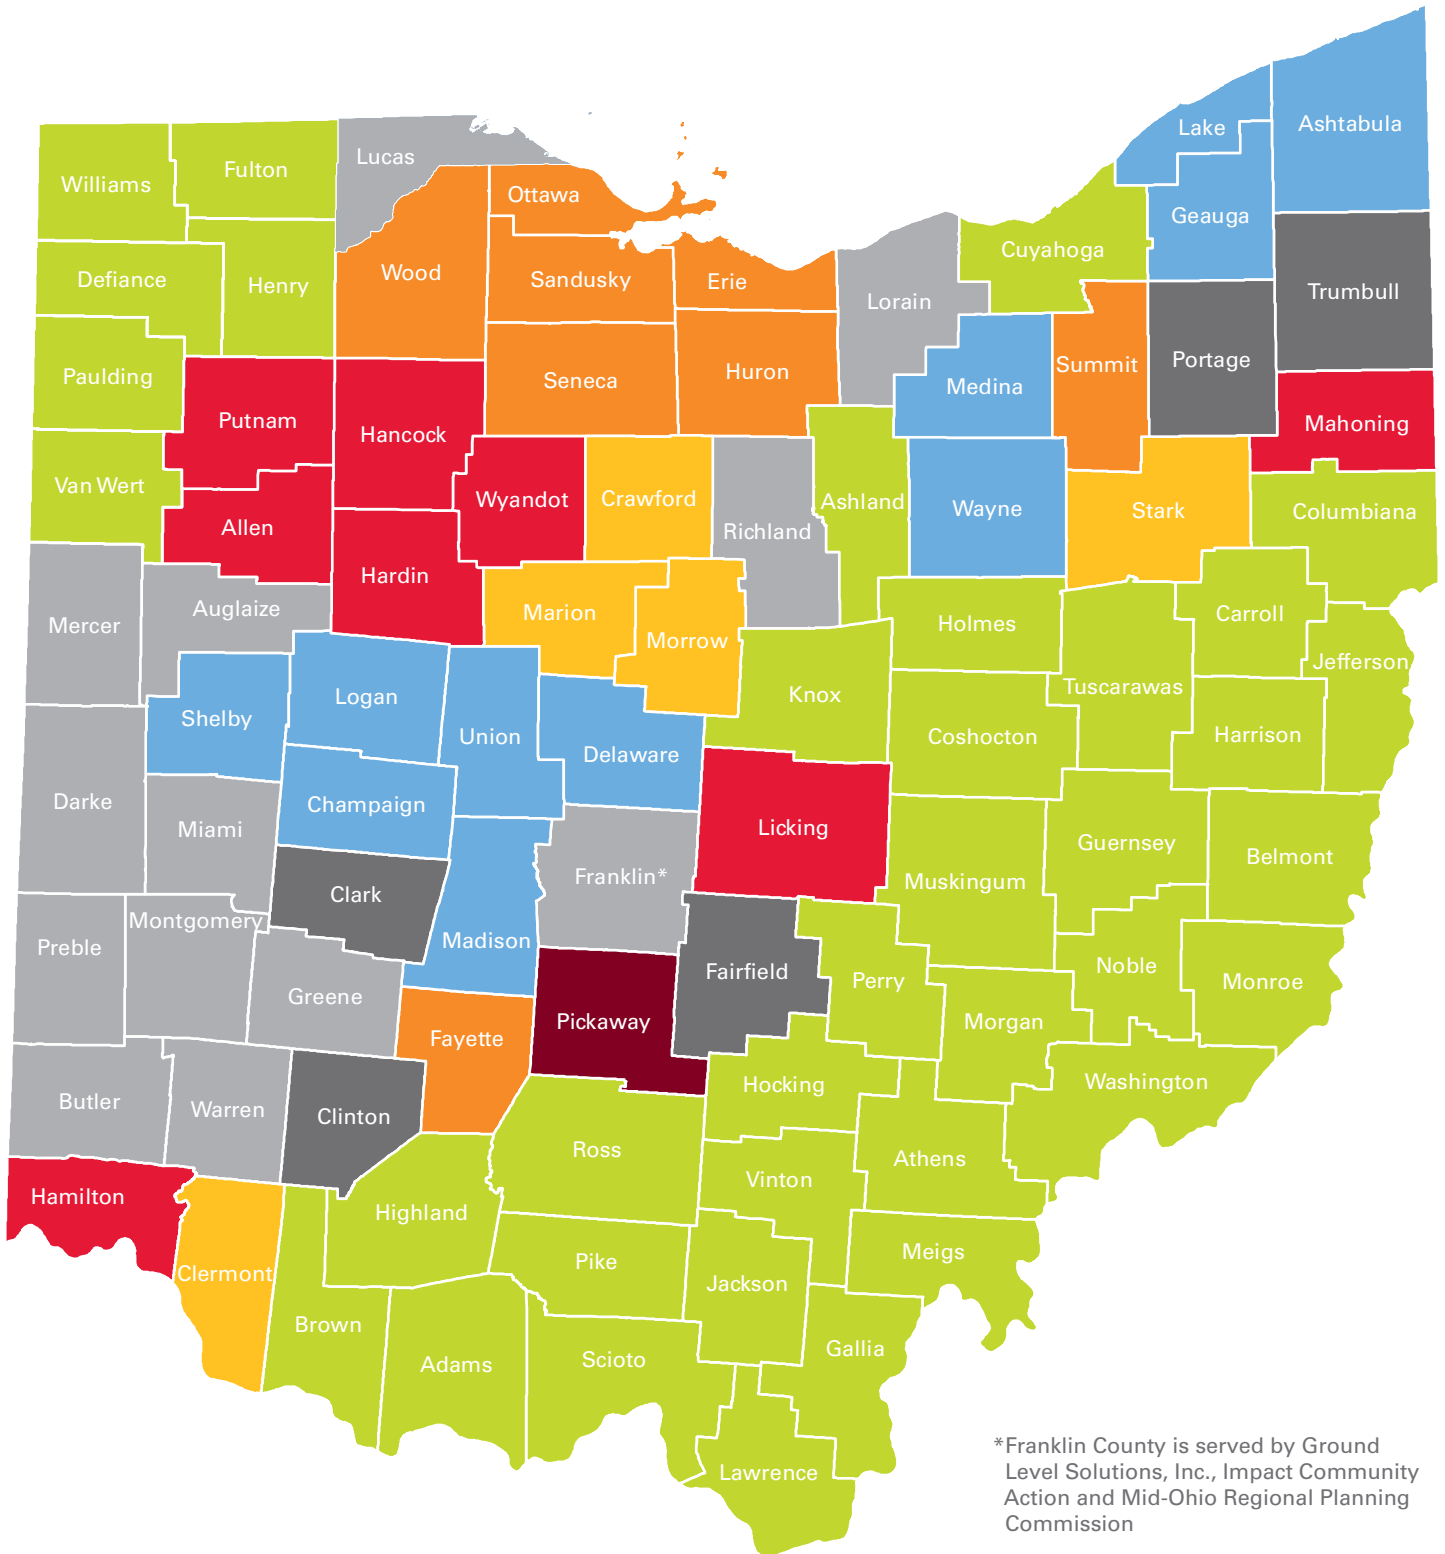 Lake
Ashtabula
Lucas
Fulton
Williams
Ottawa
Geauga
Cuyahoga
Wood
Sandusky
Erie
Defiance
Henry
Lorain
Trumbull
Portage
Summit
Huron
Paulding
Seneca
Medina
Putnam
Hancock
Mahoning
Van Wert
Wyandot
Crawford
Ashland
Wayne
Stark
Columbiana
Allen
Richland
Hardin
Auglaize
Marion
Carroll
Mercer
Holmes
Morrow
Jefferson
Tuscarawas
Logan
Knox
Shelby
Union
Coshocton
Harrison
Delaware
Darke
Champaign
Miami
Licking
Guernsey
Belmont
Franklin*
Muskingum
Clark
Montgomery
Madison
Preble
Fairfield
Noble
Perry
Monroe
Greene
Pickaway
Morgan
Fayette
Hocking
Washington
Butler
Warren
Clinton
Ross
Athens
Vinton
Hamilton
Highland
Meigs
Pike
Clermont
Jackson
Brown
Gallia
Scioto
Adams
Lawrence
*Franklin County is served by Ground
Level Solutions, Inc., Impact Community
Action and Mid-Ohio Regional Planning
Commission